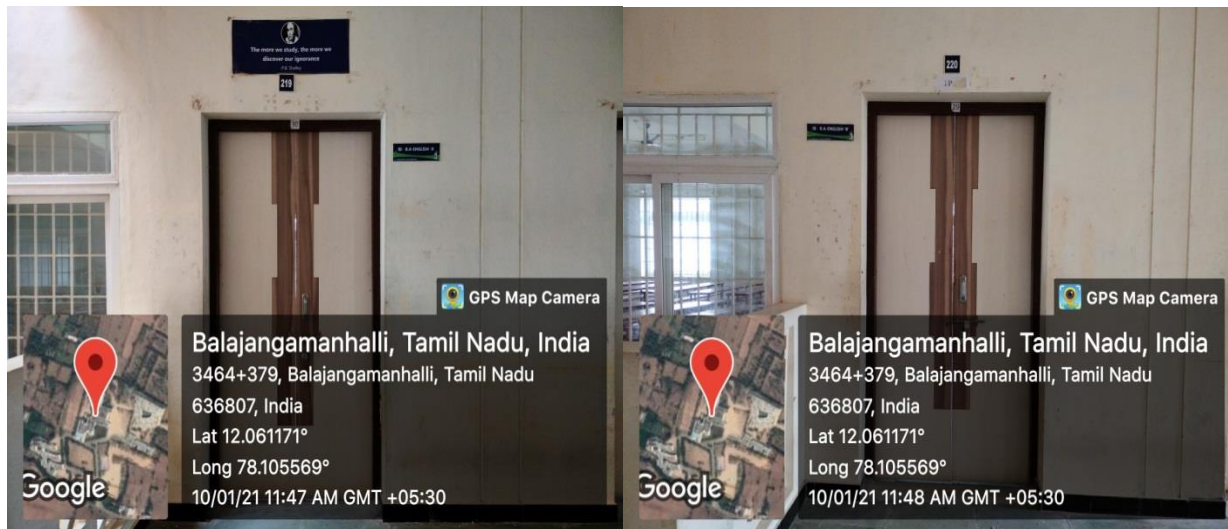 The more we study, the more we
discover our ignorance
219
GPS Map Camera
Balajangamanhalli, Tamil Nadu, India
3464+379, Balajangamanhalli, Tamil Nadu
636807, India
Lat 12.061171°
Long 78.105569°
10/01/21 11:47 AM GMT +05:30
Google
220
GPS Map Camera
Balajangamanhalli, Tamil Nadu, India
3464+379, Balajangamanhalli, Tamil Nadu
636807, India
Lat 12.061171°
Long 78.105569°
10/01/21 11:48 AM GMT +05:30
Google